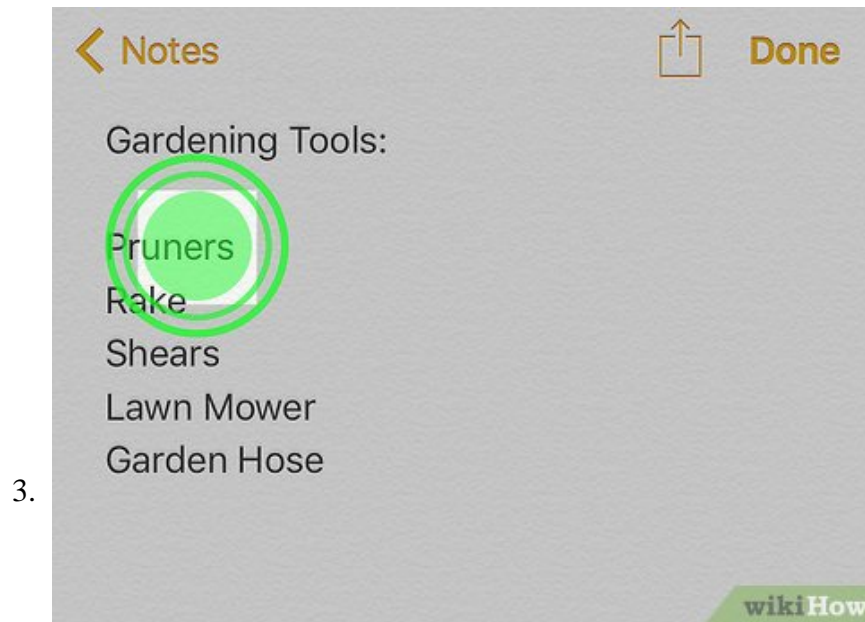 Notes
Done
Gardening Tools:
Pruners
Rake
Shears
Lawn Mower
Garden Hose
3.
wikiHow